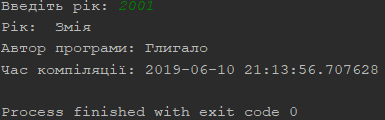 Введіть рік: 2001
Рік:  Змія
Автор програми: Глигало
Час компіляції: 2019-06-10 21:13:56.707628
Process finished with exit code 0